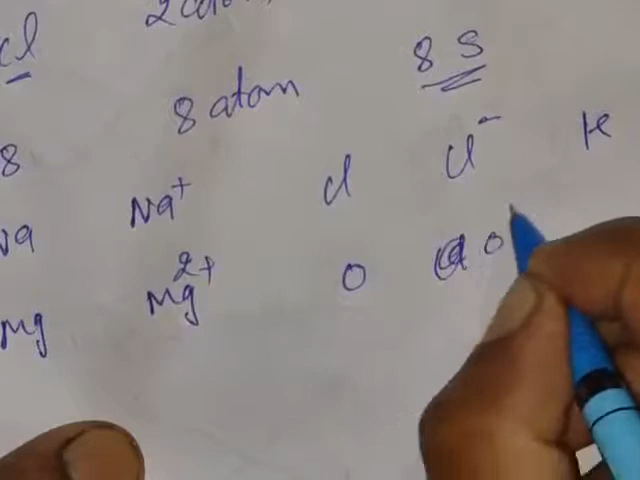 Cl 8 atom 8 S
8 Na⁺ Cl Cl⁻ K
Na Mg²⁺ O O
Mg